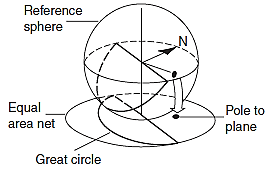 Reference
sphere
N
Equal
area net
Pole to
plane
Great circle